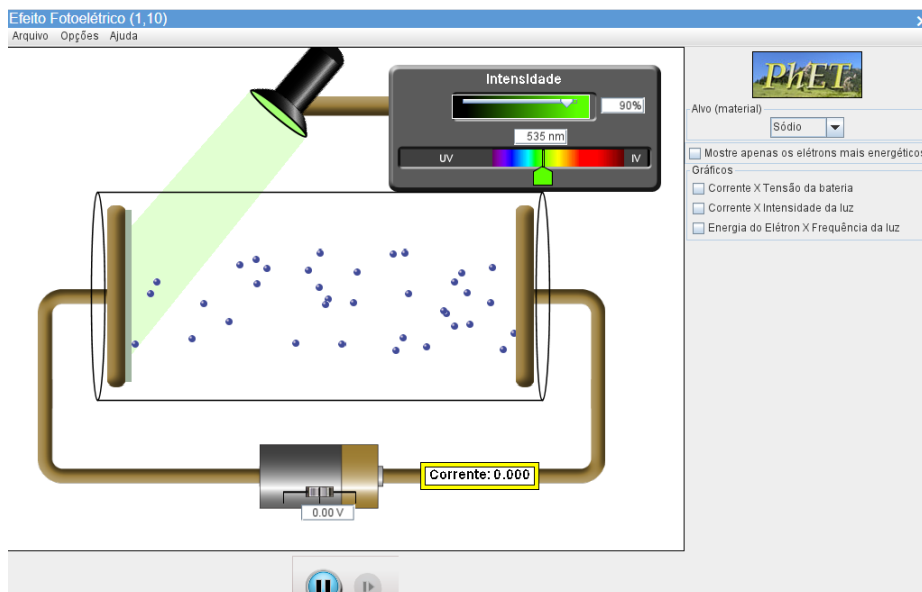 Efeito Fotoelétrico (1,10)
Arquivo Opções Ajuda
Intensidade
90%
535 nm
UV
IV
Corrente: 0.000
0.00 V
PhET
Alvo (material)
Sódio
Mostre apenas os elétrons mais energéticos
Gráficos
Corrente X Tensão da bateria
Corrente X Intensidade da luz
Energia do Elétron X Frequência da luz